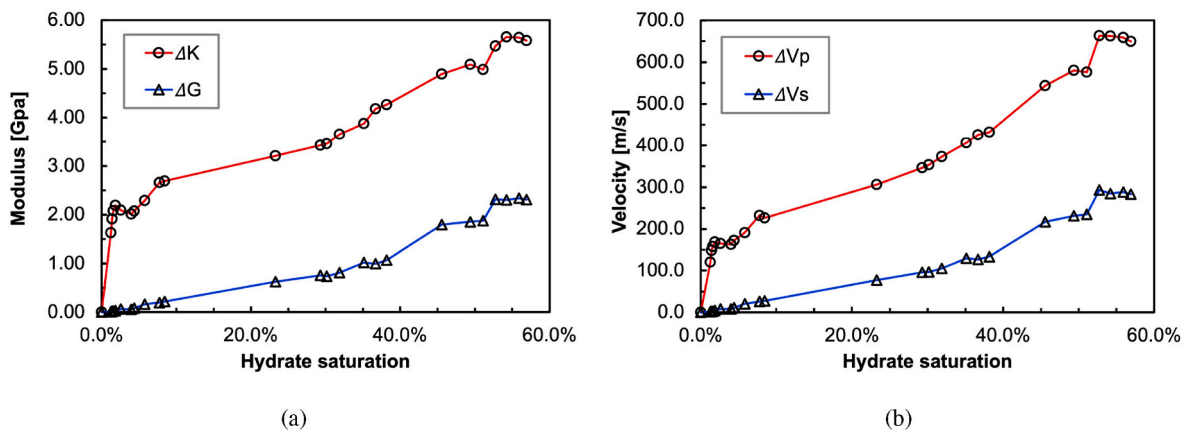 6.00
5.00
4.00
3.00
2.00
1.00
0.00
Modulus [Gpa]
ΔK
ΔG
0.0%
20.0%
40.0%
60.0%
Hydrate saturation
(a)
700.0
600.0
500.0
400.0
300.0
200.0
100.0
0.0
Velocity [m/s]
ΔVp
ΔVs
0.0%
20.0%
40.0%
60.0%
Hydrate saturation
(b)